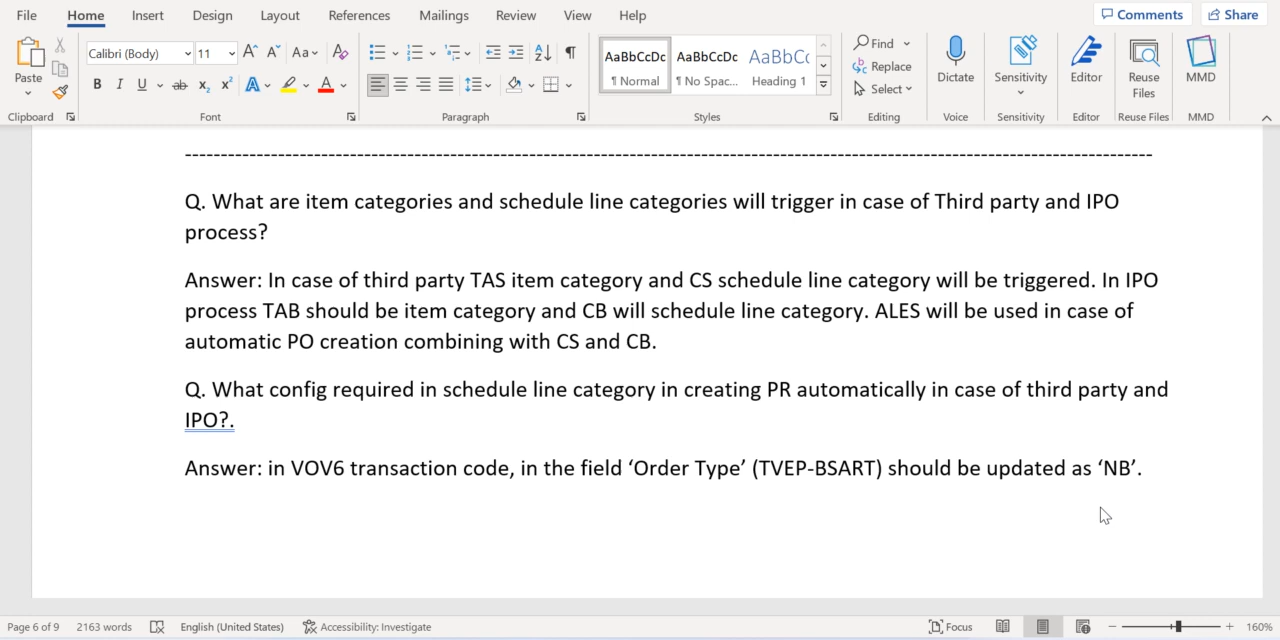 File Home Insert Design Layout References Mailings Review View Help Comments Share
Calibri (Body) 11 Aa AaBbCcDc AaBbCcDc AaBbCc Find
Paste Normal No Spac... Heading 1 Replace Select Dictate Sensitivity Editor Reuse Files MMD
Clipboard Font Paragraph Styles Editing Voice Sensitivity Editor Reuse Files MMD
Q. What are item categories and schedule line categories will trigger in case of Third party and IPO
process?
Answer: In case of third party TAS item category and CS schedule line category will be triggered. In IPO
process TAB should be item category and CB will schedule line category. ALES will be used in case of
automatic PO creation combining with CS and CB.
Q. What config required in schedule line category in creating PR automatically in case of third party and
IPO?.
Answer: in VOV6 transaction code, in the field ‘Order Type’ (TVEP-BSART) should be updated as ‘NB’.
Page 6 of 9 2163 words English (United States) Accessibility: Investigate Focus 160%